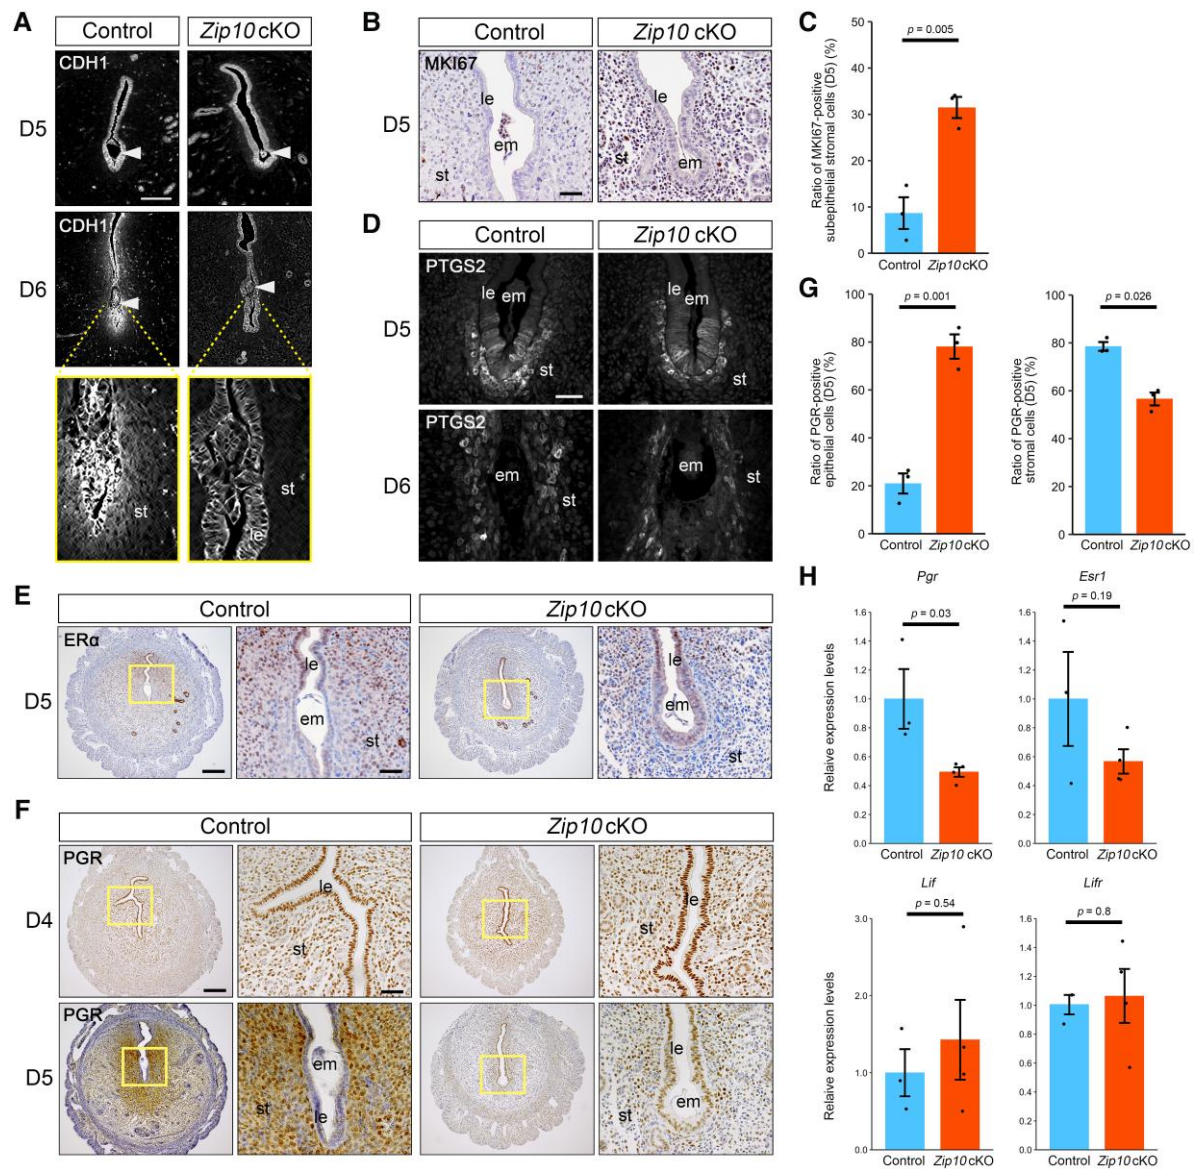 A
Control
Zip10 cKO
CDH1
D5
CDH1
D6
st
st
le
B
Control
Zip10 cKO
MKI67
D5
le
em
st
le
st
em
C
Ratio of MKI67-positive
subepithelial stromal cells (D5) (%)
50
40
30
20
10
0
p = 0.005
Control
Zip10 cKO
D
Control
Zip10 cKO
PTGS2
D5
le
em
st
le
em
st
PTGS2
D6
em
st
em
st
E
Control
Zip10 cKO
ERα
D5
le
em
st
le
em
st
F
Control
Zip10 cKO
PGR
D4
le
st
le
st
PGR
D5
em
st
le
le
st
em
G
Ratio of PGR-positive
epithelial cells (D5) (%)
100
80
60
40
20
0
p = 0.001
Control
Zip10 cKO
Ratio of PGR-positive
stromal cells (D5) (%)
100
80
60
40
20
0
p = 0.026
Control
Zip10 cKO
H
Pgr
Relaive expression levels
1.6
1.4
1.2
1.0
0.8
0.6
0.4
0.2
0.0
p = 0.03
Control
Zip10 cKO
Esr1
1.6
1.4
1.2
1.0
0.8
0.6
0.4
0.2
0.0
p = 0.19
Control
Zip10 cKO
Lif
Relaive expression levels
3.0
2.0
1.0
0.0
p = 0.54
Control
Zip10 cKO
Lifr
1.6
1.4
1.2
1.0
0.8
0.6
0.4
0.2
0
p = 0.8
Control
Zip10 cKO